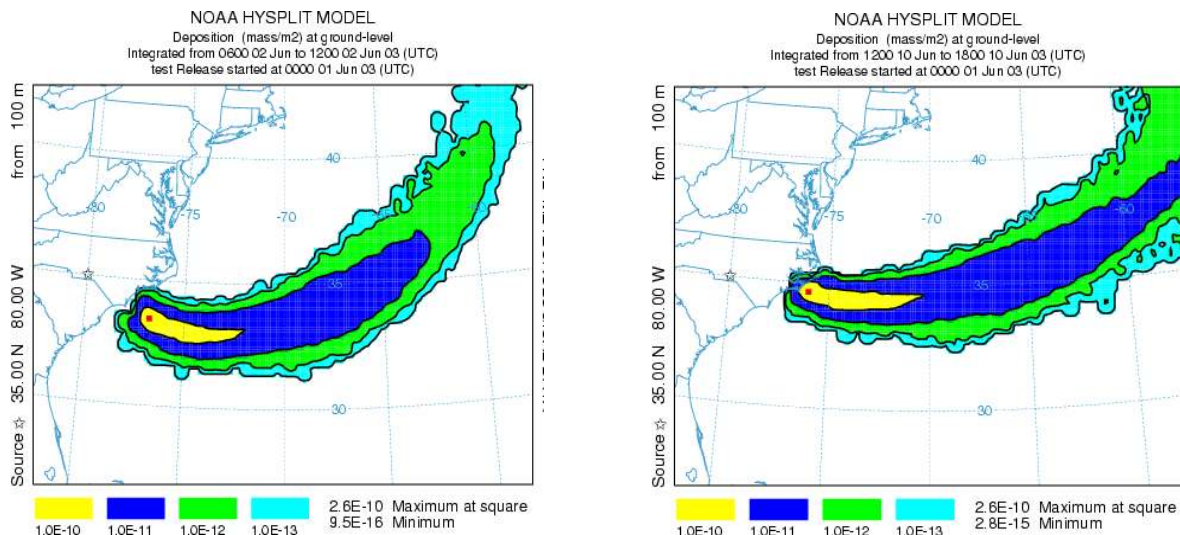 NOAA HYSPLIT MODEL
Deposition (mass/m2) at ground-level
Integrated from 0600 02 Jun to 1200 02 Jun 03 (UTC)
test Release started at 0000 01 Jun 03 (UTC)
Source ☆ 35.00 N 80.00 W from 100 m
40
-80
-75
-70
35
30
1.0E-10 1.0E-11 1.0E-12 1.0E-13
2.6E-10 Maximum at square
9.5E-16 Minimum
NOAA HYSPLIT MODEL
Deposition (mass/m2) at ground-level
Integrated from 1200 10 Jun to 1800 10 Jun 03 (UTC)
test Release started at 0000 01 Jun 03 (UTC)
Source ☆ 35.00 N 80.00 W from 100 m
40
-80
-75
-70
-60
35
30
1.0E-10 1.0E-11 1.0E-12 1.0E-13
2.6E-10 Maximum at square
2.8E-15 Minimum